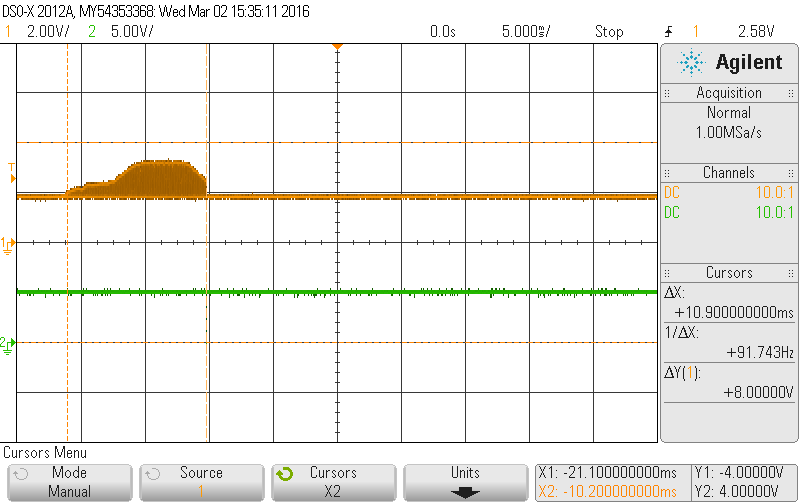 DSO-X 2012A, MY54353368: Wed Mar 02 15:35:11 2016
1 2.00V/ 2 5.00V/ 0.0s 5.000ms/ Stop 1 2.58V
Agilent
Acquisition
Normal
1.00MSa/s
Channels
DC 10.0:1
DC 10.0:1
Cursors
ΔX:
+10.900000000ms
1/ΔX:
+91.743Hz
ΔY(1):
+8.00000V
T
1
2
Cursors Menu
Mode
Manual
Source
1
Cursors
X2
Units
X1: -21.100000000ms
X2: -10.200000000ms
Y1: -4.00000V
Y2: 4.00000V